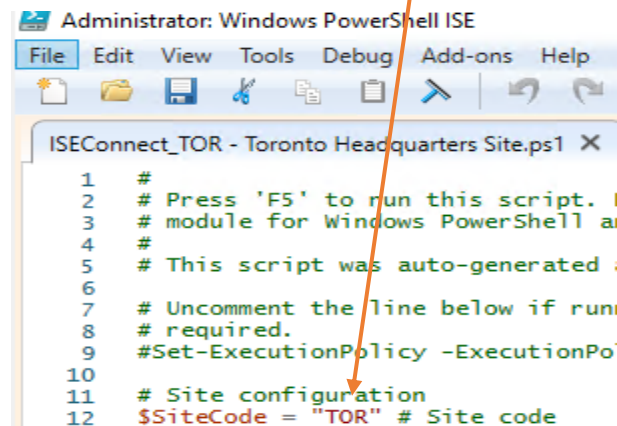 Administrator: Windows PowerShell ISE
File Edit View Tools Debug Add-ons Help
ISEConnect_TOR - Toronto Headquarters Site.ps1 X
1 #
2 # Press 'F5' to run this script.
3 # module for Windows PowerShell
4 #
5 # This script was auto-generated
6
7 # Uncomment the line below if
8 # required.
9 #Set-ExecutionPolicy
10
11 # Site configuration
12 $SiteCode = "TOR" # Site code